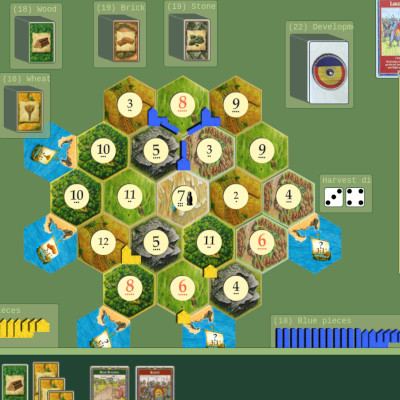 (18) Wood
(19) Brick
(19) Stone
(22) Developm
(16) Wheat
3
8
9
10
5
3
9
10
11
7
2
4
Harvest di
12
5
11
6
?
8
6
4
?
ieces
(18) Blue pieces